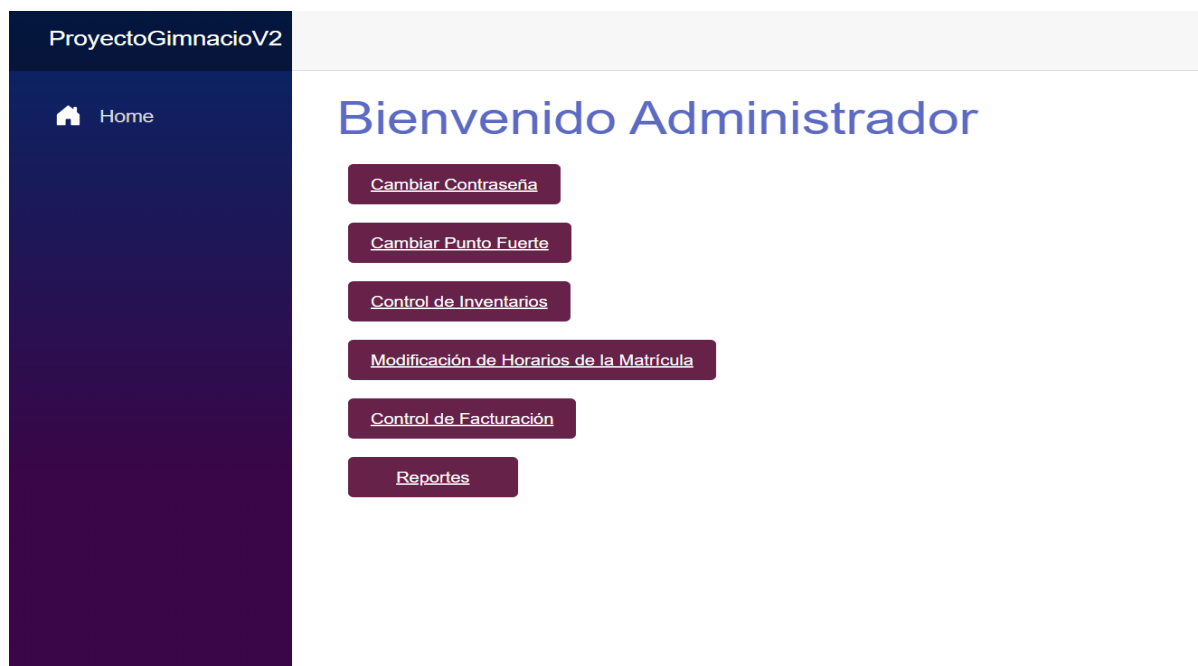 ProyectoGimnacioV2
Home
Bienvenido Administrador
Cambiar Contraseña
Cambiar Punto Fuerte
Control de Inventarios
Modificación de Horarios de la Matrícula
Control de Facturación
Reportes